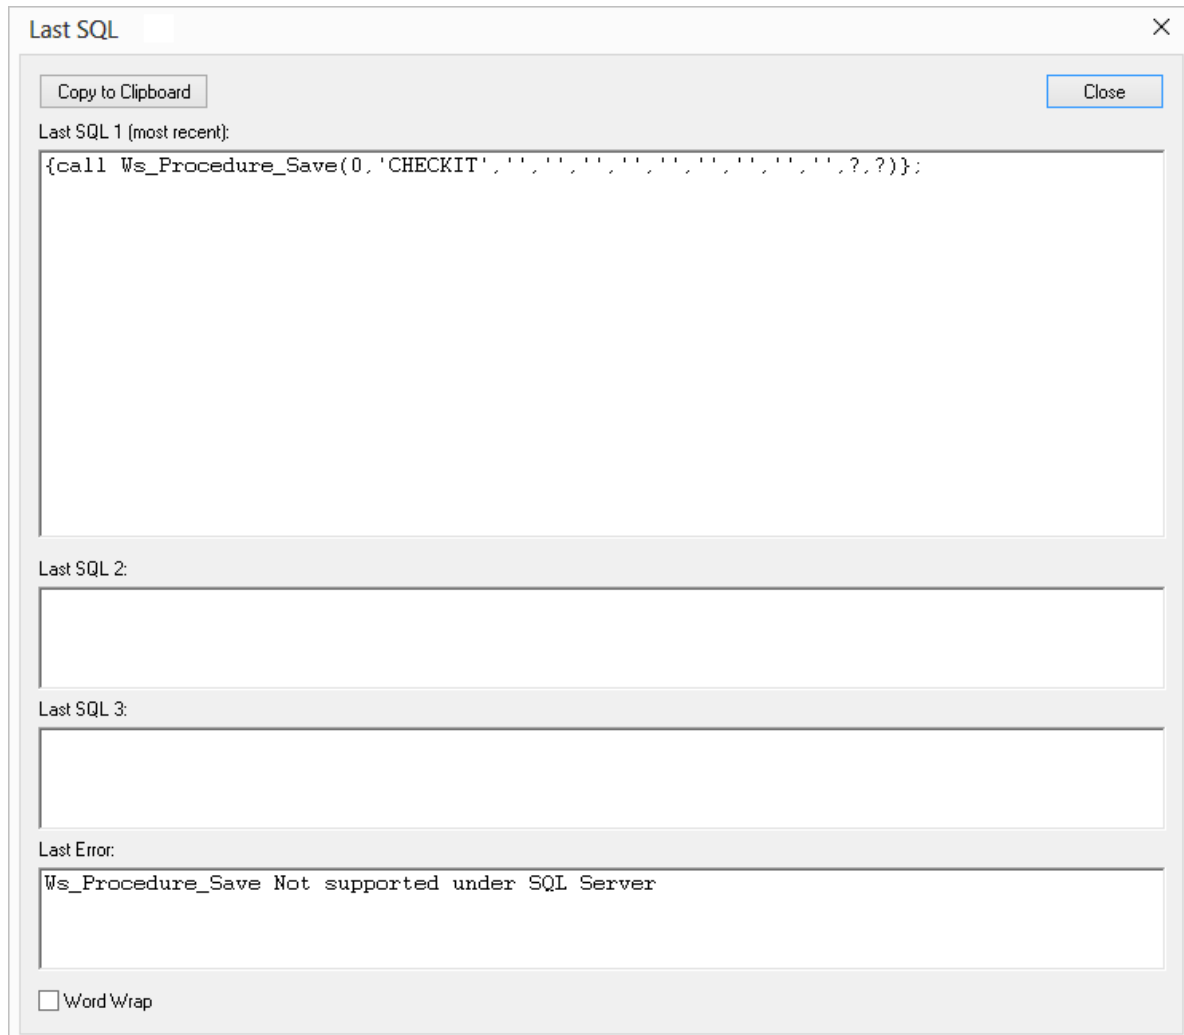 Last SQL
Copy to Clipboard
Close
Last SQL 1 (most recent):
{call Ws_Procedure_Save(0,'CHECKIT','','','','','','','','','',?,?)};
Last SQL 2:
Last SQL 3:
Last Error:
Ws_Procedure_Save Not supported under SQL Server
Word Wrap